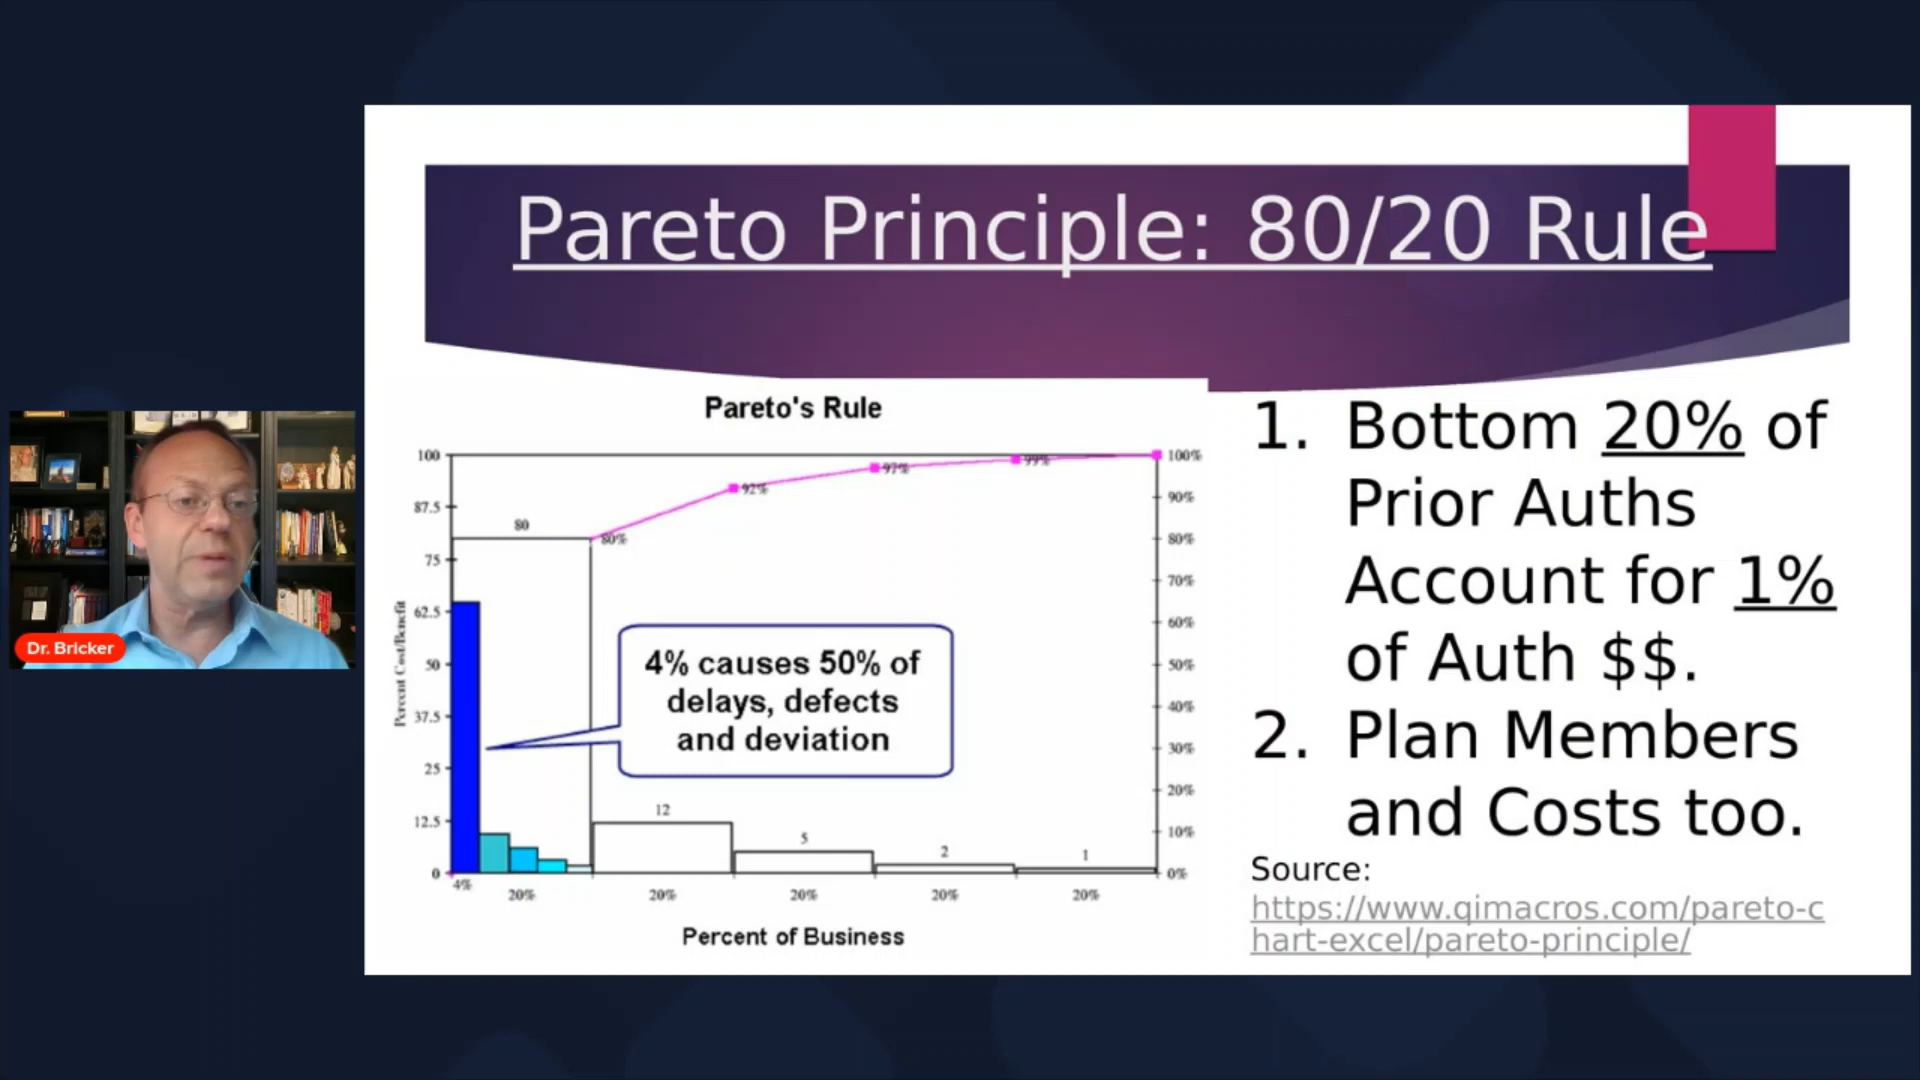 Pareto Principle: 80/20 Rule
Pareto's Rule
100
87.5
75
62.5
50
37.5
25
12.5
0
Percent Cost/Benefit
80
12
5
2
1
80%
92%
97%
99%
100%
90%
80%
70%
60%
50%
40%
30%
20%
10%
0%
4% causes 50% of
delays, defects
and deviation
4%
20%
20%
20%
20%
20%
Percent of Business
1. Bottom 20% of
Prior Auths
Account for 1%
of Auth $$.
2. Plan Members
and Costs too.
Source:
https://www.qimacros.com/pareto-c
hart-excel/pareto-principle/
Dr. Bricker